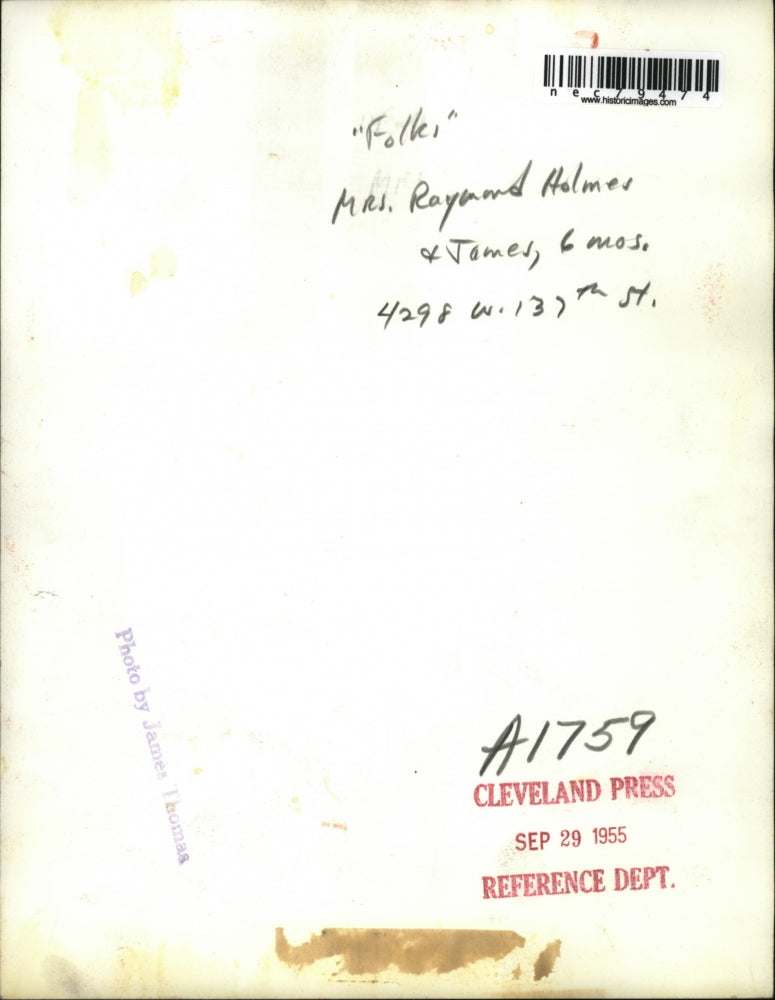 nec79474
www.historicimages.com
"Folks"
Mrs. Raymond Holmes
& James, 6 mos.
4298 W. 137th St.
Photo by James Thomas
A1759
CLEVELAND PRESS
SEP 29 1955
REFERENCE DEPT.